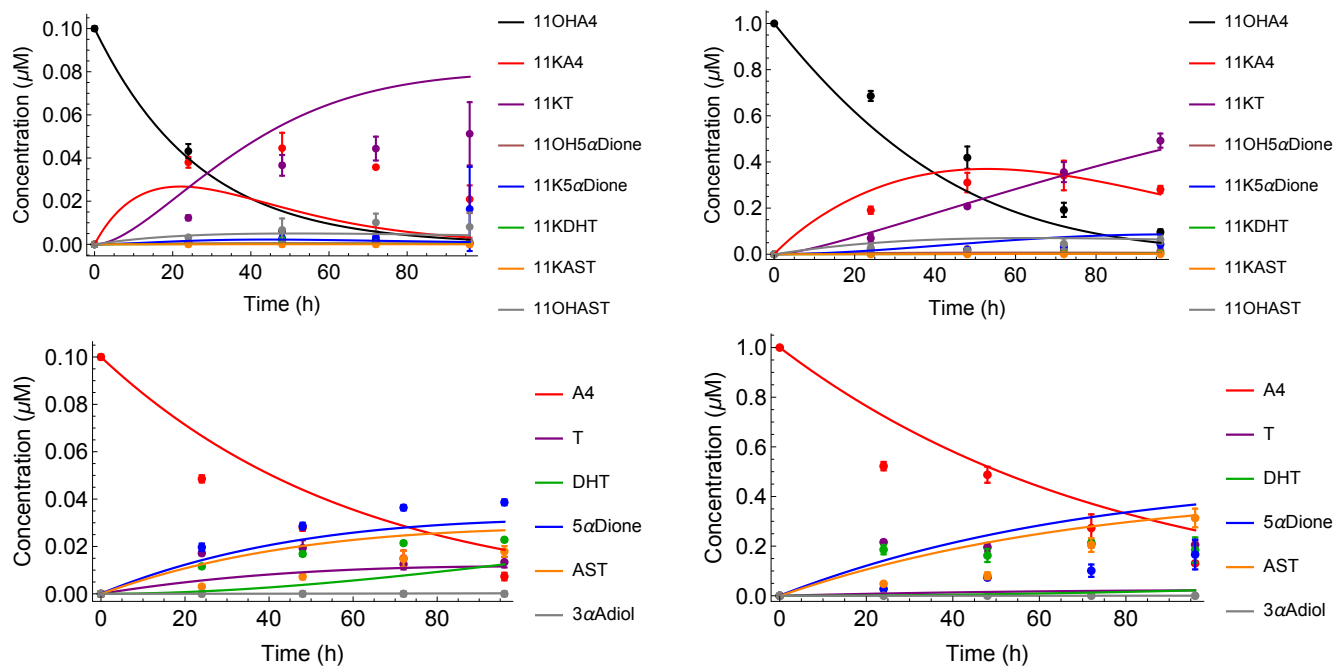 Concentration (μM)
0.10
0.08
0.06
0.04
0.02
0.00
0 20 40 60 80
Time (h)
11OHA4
11KA4
11KT
11OH5αDione
11K5αDione
11KDHT
11KAST
11OHAST
Concentration (μM)
1.0
0.8
0.6
0.4
0.2
0.0
0 20 40 60 80
Time (h)
11OHA4
11KA4
11KT
11OH5αDione
11K5αDione
11KDHT
11KAST
11OHAST
Concentration (μM)
0.10
0.08
0.06
0.04
0.02
0.00
0 20 40 60 80
Time (h)
A4
T
DHT
5αDione
AST
3αAdiol
Concentration (μM)
1.0
0.8
0.6
0.4
0.2
0.0
0 20 40 60 80
Time (h)
A4
T
DHT
5αDione
AST
3αAdiol